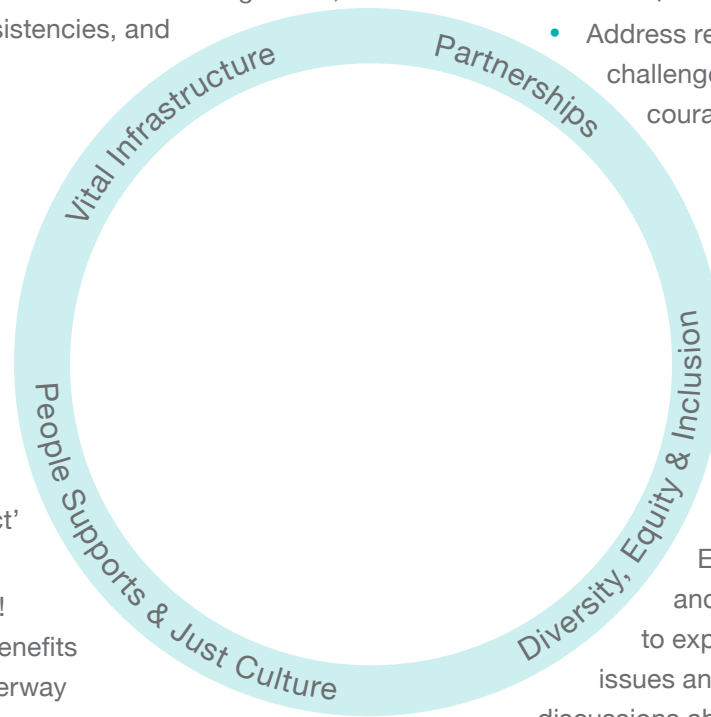 sistencies, and
Vital Infrastructure
Partnerships
• Address re
challenge
coura
People Supports & Just Culture
Diversity, Equity & Inclusion
ct’
!
enefits
erway
E
and
to exp
issues an